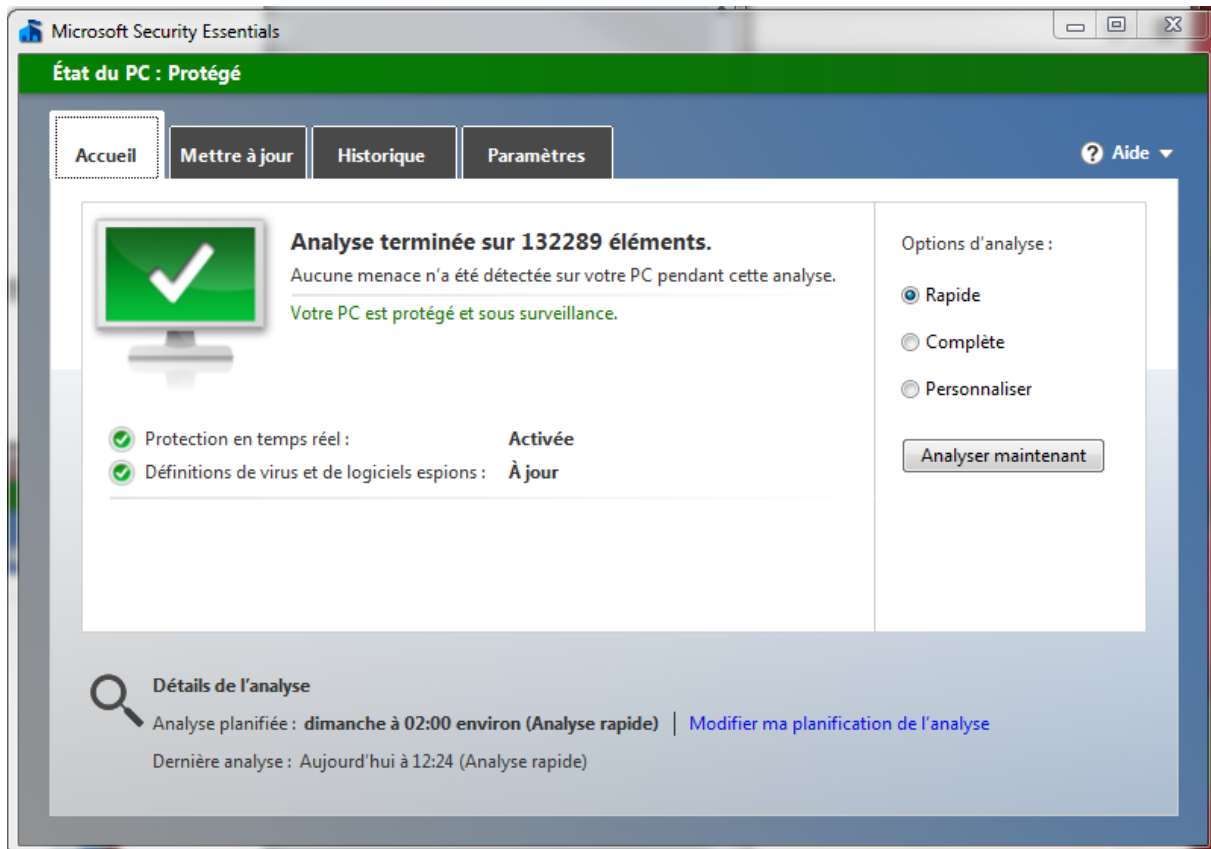 Microsoft Security Essentials
État du PC : Protégé
Accueil
Mettre à jour
Historique
Paramètres
Aide
Analyse terminée sur 132289 éléments.
Aucune menace n'a été détectée sur votre PC pendant cette analyse.
Votre PC est protégé et sous surveillance.
Protection en temps réel : Activée
Définitions de virus et de logiciels espions : À jour
Options d'analyse :
Rapide
Complète
Personnaliser
Analyser maintenant
Détails de l'analyse
Analyse planifiée : dimanche à 02:00 environ (Analyse rapide) | Modifier ma planification de l'analyse
Dernière analyse : Aujourd'hui à 12:24 (Analyse rapide)